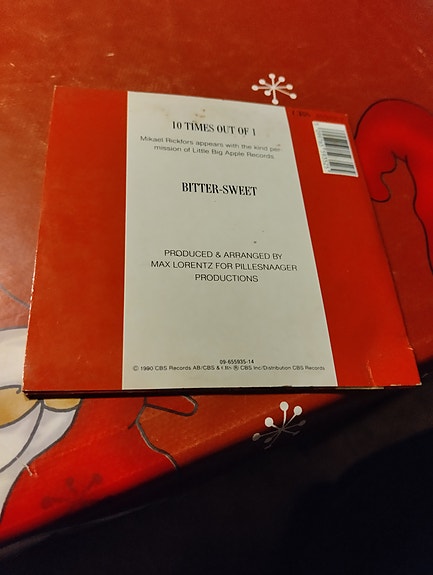 10 TIMES OUT OF 1
Mikael Rickfors appears with the kind per-
mission of Little Big Apple Records.
BITTER-SWEET
PRODUCED & ARRANGED BY
MAX LORENTZ FOR PILLESNAAGER
PRODUCTIONS
09-655935-14
© 1990 CBS Records AB/CBS & ® CBS Inc/Distribution CBS Records